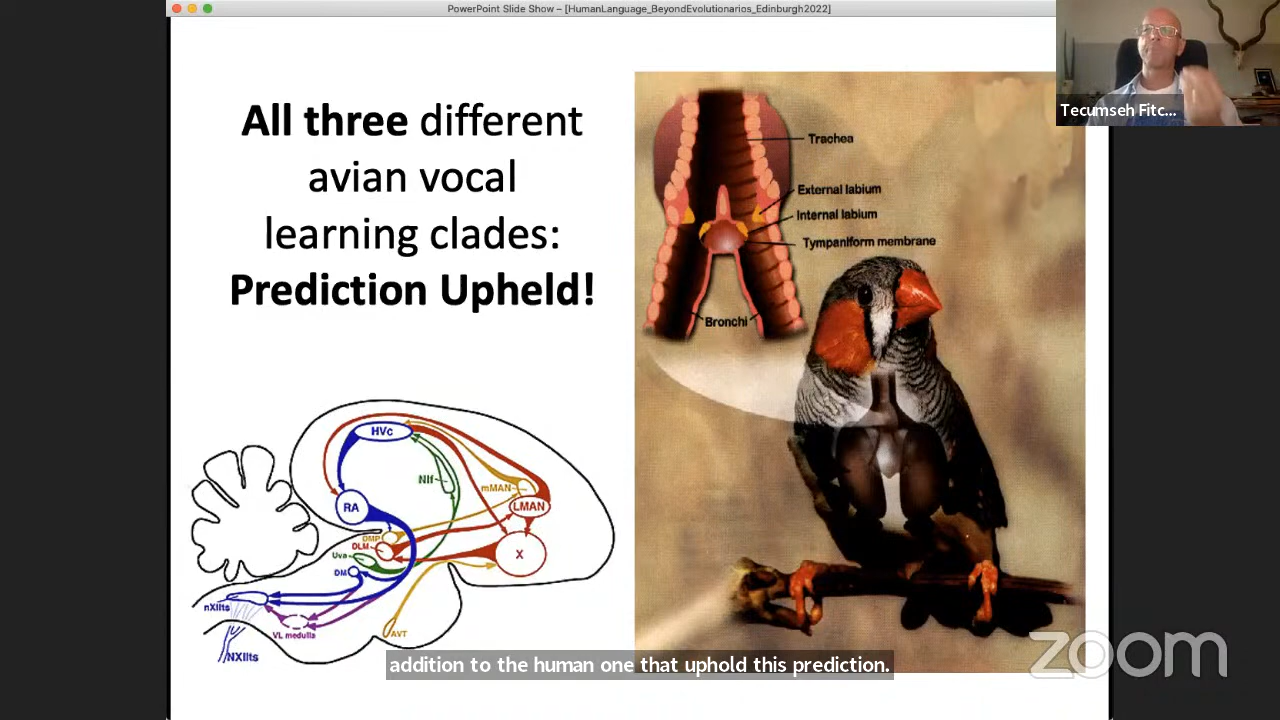 PowerPoint Slide Show – [HumanLanguage_BeyondEvolutionarios_Edinburgh2022]
Tecumseh Fitc...
All three different
avian vocal
learning clades:
Prediction Upheld!
Trachea
External labium
Internal labium
Tympaniform membrane
Bronchi
HVc
NIf
mMAN
LMAN
RA
DMP
DLM
X
Uva
DM
nXIIts
VL medulla
AVT
NXIIts
addition to the human one that uphold this prediction.
zoom